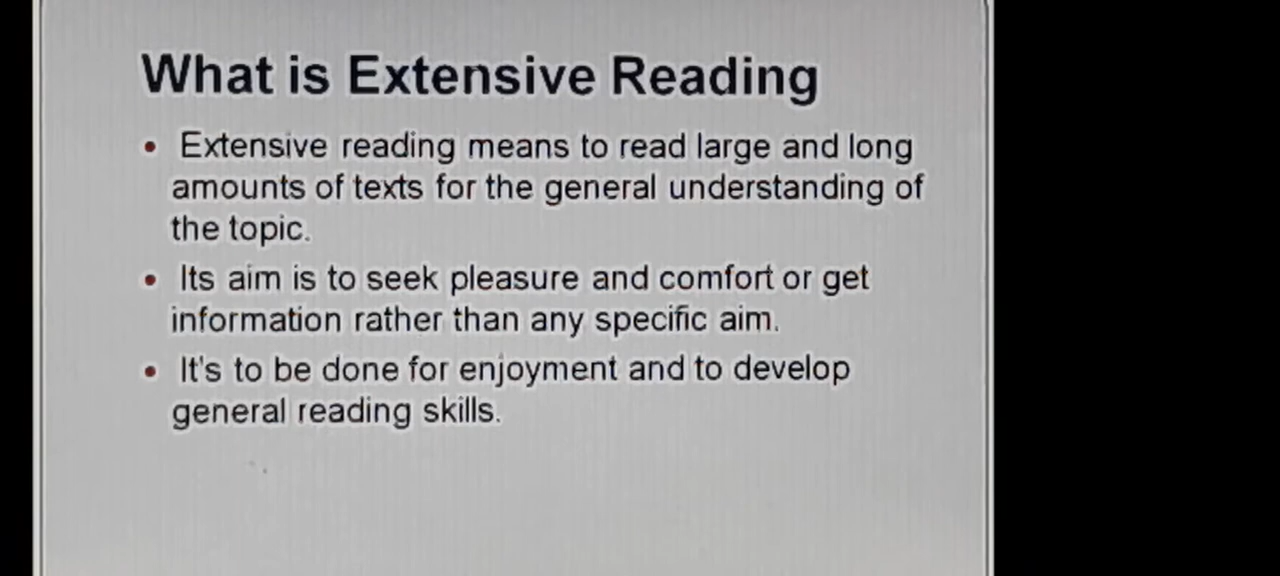 What is Extensive Reading
• Extensive reading means to read large and long
amounts of texts for the general understanding of
the topic.
• Its aim is to seek pleasure and comfort or get
information rather than any specific aim.
• It's to be done for enjoyment and to develop
general reading skills.